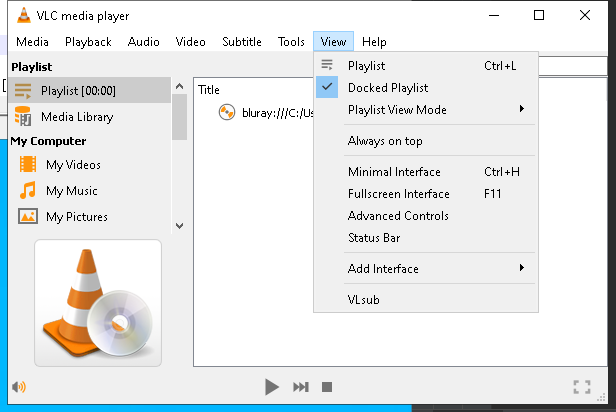 VLC media player
Media Playback Audio Video Subtitle Tools View Help
Playlist
Playlist [00:00]
Media Library
My Computer
My Videos
My Music
My Pictures
Title
bluray:///C:/Us
Playlist Ctrl+L
Docked Playlist
Playlist View Mode
Always on top
Minimal Interface Ctrl+H
Fullscreen Interface F11
Advanced Controls
Status Bar
Add Interface
VLsub